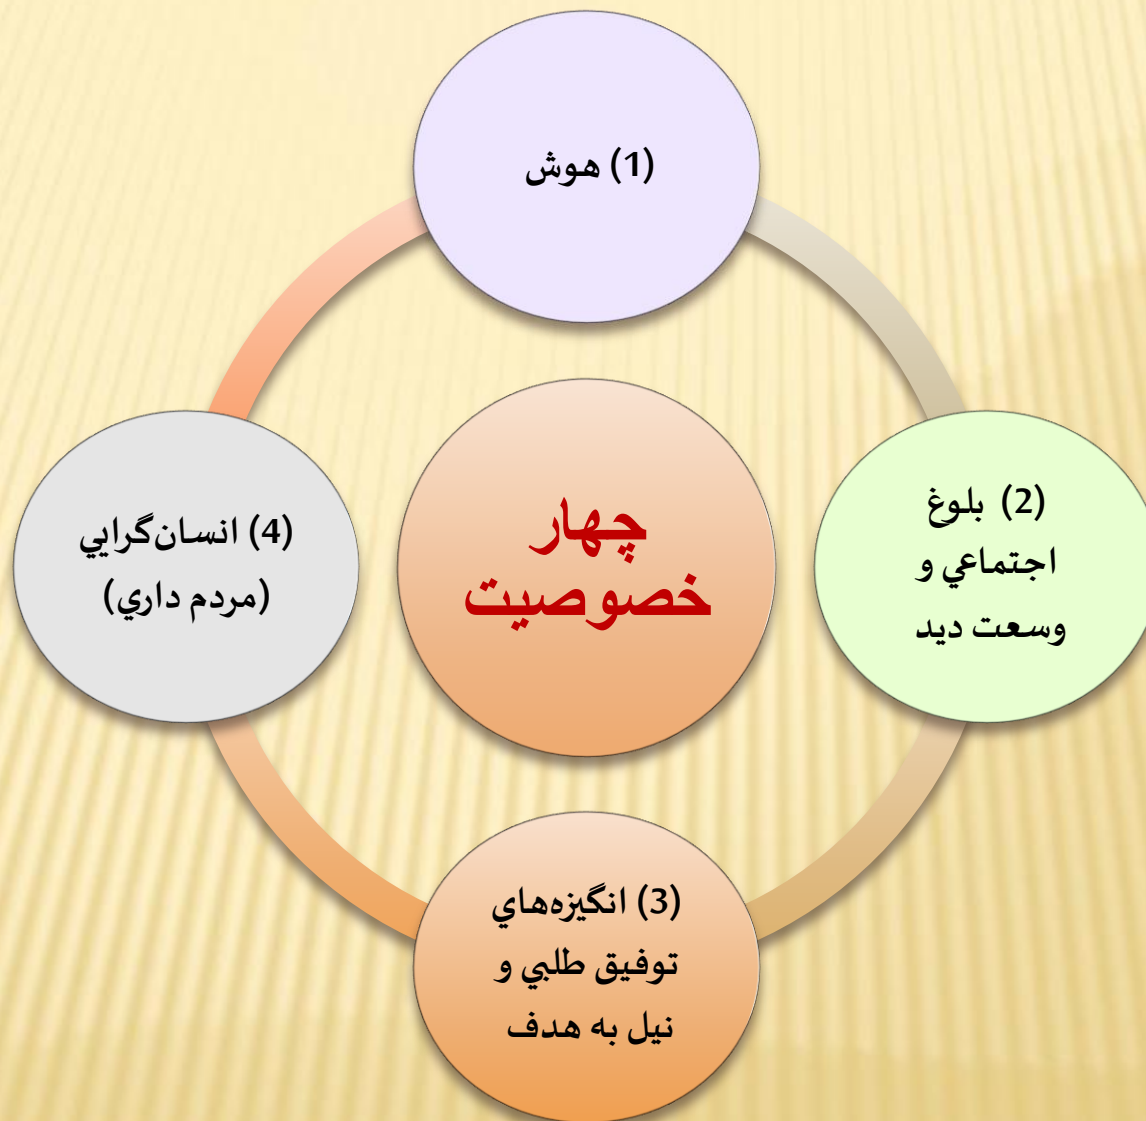 (1) هوش
چهار
خصوصيت
(2) بلوغ
اجتماعي و
وسعت ديد
(3) انگيزه‌هاي
توفيق طلبي و
نيل به هدف
(4) انسان‌گرايي
(مردم داري)